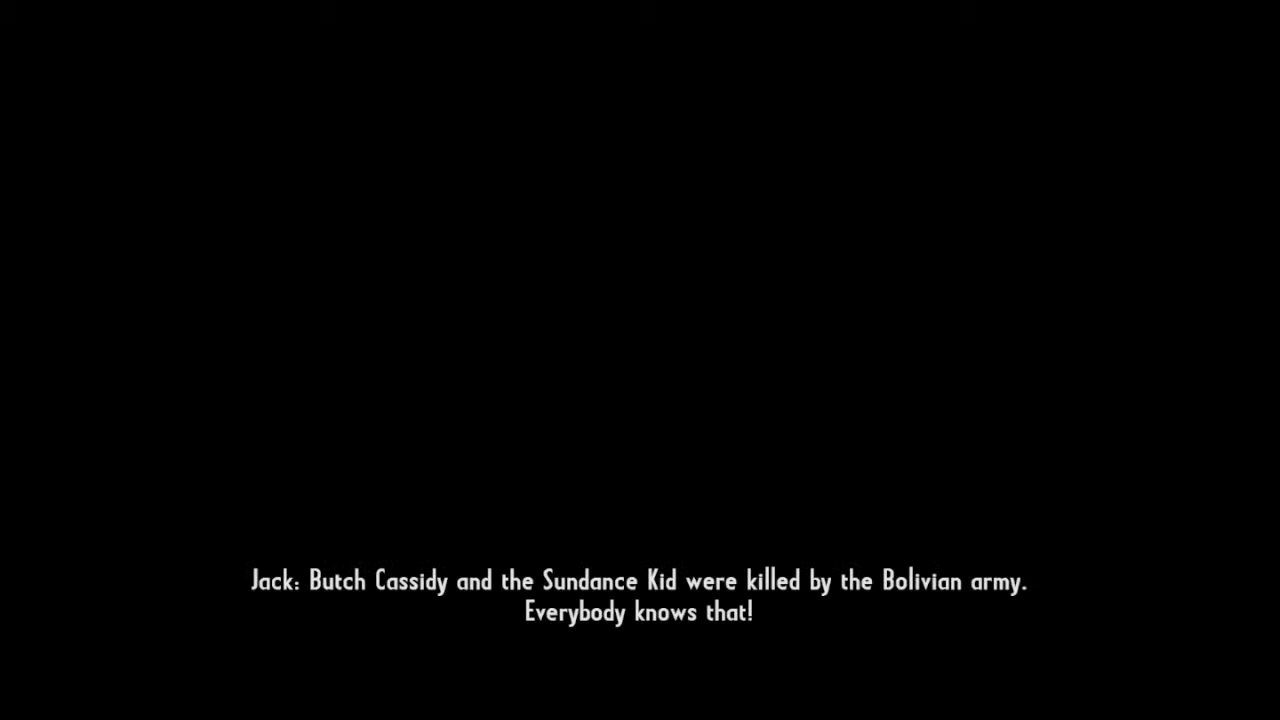 Jack: Butch Cassidy and the Sundance Kid were killed by the Bolivian army.
Everybody knows that!